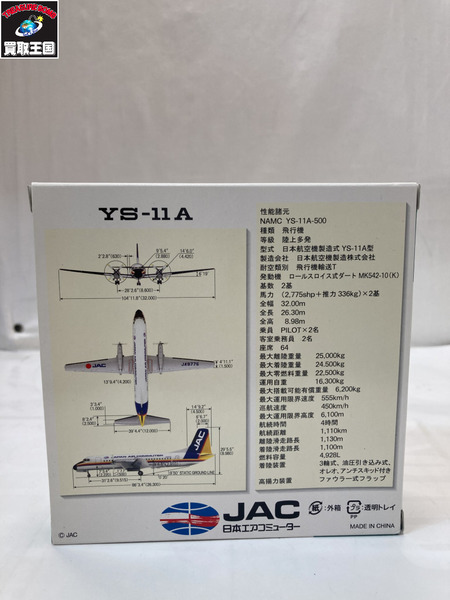 TREASURE KINGDOM
買取王国
YS-11A
性能諸元
NAMC YS-11A-500
種類 飛行機
等級 陸上多発
型式 日本航空機製造式 YS-11A型
製造会社 日本航空機製造株式会社
耐空類別 飛行機輸送T
発動機 ロールスロイス式ダート MK542-10(K)
基数 2基
馬力 (2,775shp+推力 336kg)×2基
全幅 32.00m
全長 26.30m
全高 8.98m
乗員 PILOT×2名
客室乗務員 2名
座席 64
最大離陸重量 25,000kg
最大着陸重量 24,500kg
最大零燃料重量 22,500kg
運用自重 16,300kg
最大搭載可能有償重量 6,200kg
最大運用限界速度 555km/h
巡航速度 450km/h
最大運用限界高度 6,100m
航続時間 4時間
航続距離 1,110km
離陸滑走路長 1,130m
着陸滑走路長 1,100m
燃料容量 4,928L
着陸装置 3輪式、油圧引き込み式、
オレオ、アンチスキッド付き
高揚力装置 ファウラー式フラップ
JAC
JA8776
JAC
STATIC GROUND LINE
JAC
日本エアコミューター
紙:外箱
プラ:透明トレイ
PP
© JAC
MADE IN CHINA